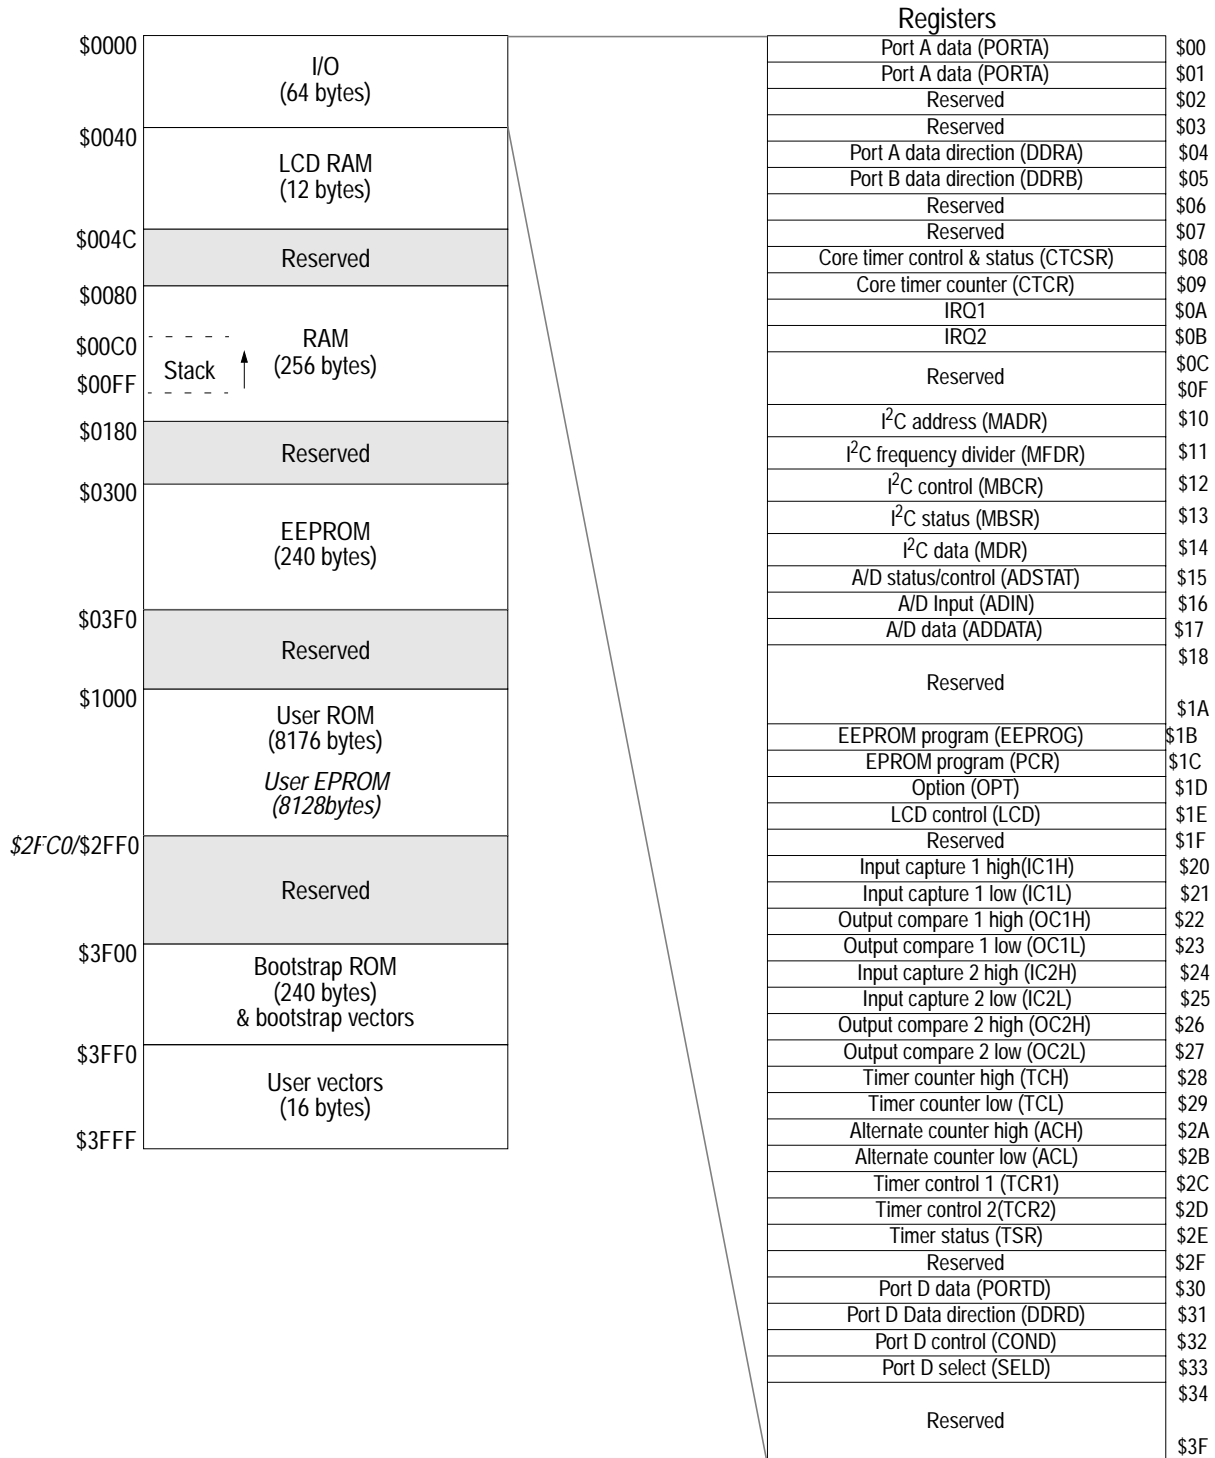 $0000
I/O
(64 bytes)
$0040
LCD RAM
(12 bytes)
$004C
Reserved
$0080
RAM
(256 bytes)
$00C0
Stack
$00FF
$0180
Reserved
$0300
EEPROM
(240 bytes)
$03F0
Reserved
$1000
User ROM
(8176 bytes)
User EPROM
(8128bytes)
$2FC0/$2FF0
Reserved
$3F00
Bootstrap ROM
(240 bytes)
& bootstrap vectors
$3FF0
User vectors
(16 bytes)
$3FFF
Registers
Port A data (PORTA) $00
Port A data (PORTA) $01
Reserved $02
Reserved $03
Port A data direction (DDRA) $04
Port B data direction (DDRB) $05
Reserved $06
Reserved $07
Core timer control & status (CTCSR) $08
Core timer counter (CTCR) $09
IRQ1 $0A
IRQ2 $0B
$0C
Reserved
$0F
I2C address (MADR) $10
I2C frequency divider (MFDR) $11
I2C control (MBCR) $12
I2C status (MBSR) $13
I2C data (MDR) $14
A/D status/control (ADSTAT) $15
A/D Input (ADIN) $16
A/D data (ADDATA) $17
$18
Reserved
$1A
EEPROM program (EEPROG) $1B
EPROM program (PCR) $1C
Option (OPT) $1D
LCD control (LCD) $1E
Reserved $1F
Input capture 1 high(IC1H) $20
Input capture 1 low (IC1L) $21
Output compare 1 high (OC1H) $22
Output compare 1 low (OC1L) $23
Input capture 2 high (IC2H) $24
Input capture 2 low (IC2L) $25
Output compare 2 high (OC2H) $26
Output compare 2 low (OC2L) $27
Timer counter high (TCH) $28
Timer counter low (TCL) $29
Alternate counter high (ACH) $2A
Alternate counter low (ACL) $2B
Timer control 1 (TCR1) $2C
Timer control 2(TCR2) $2D
Timer status (TSR) $2E
Reserved $2F
Port D data (PORTD) $30
Port D Data direction (DDRD) $31
Port D control (COND) $32
Port D select (SELD) $33
$34
Reserved
$3F